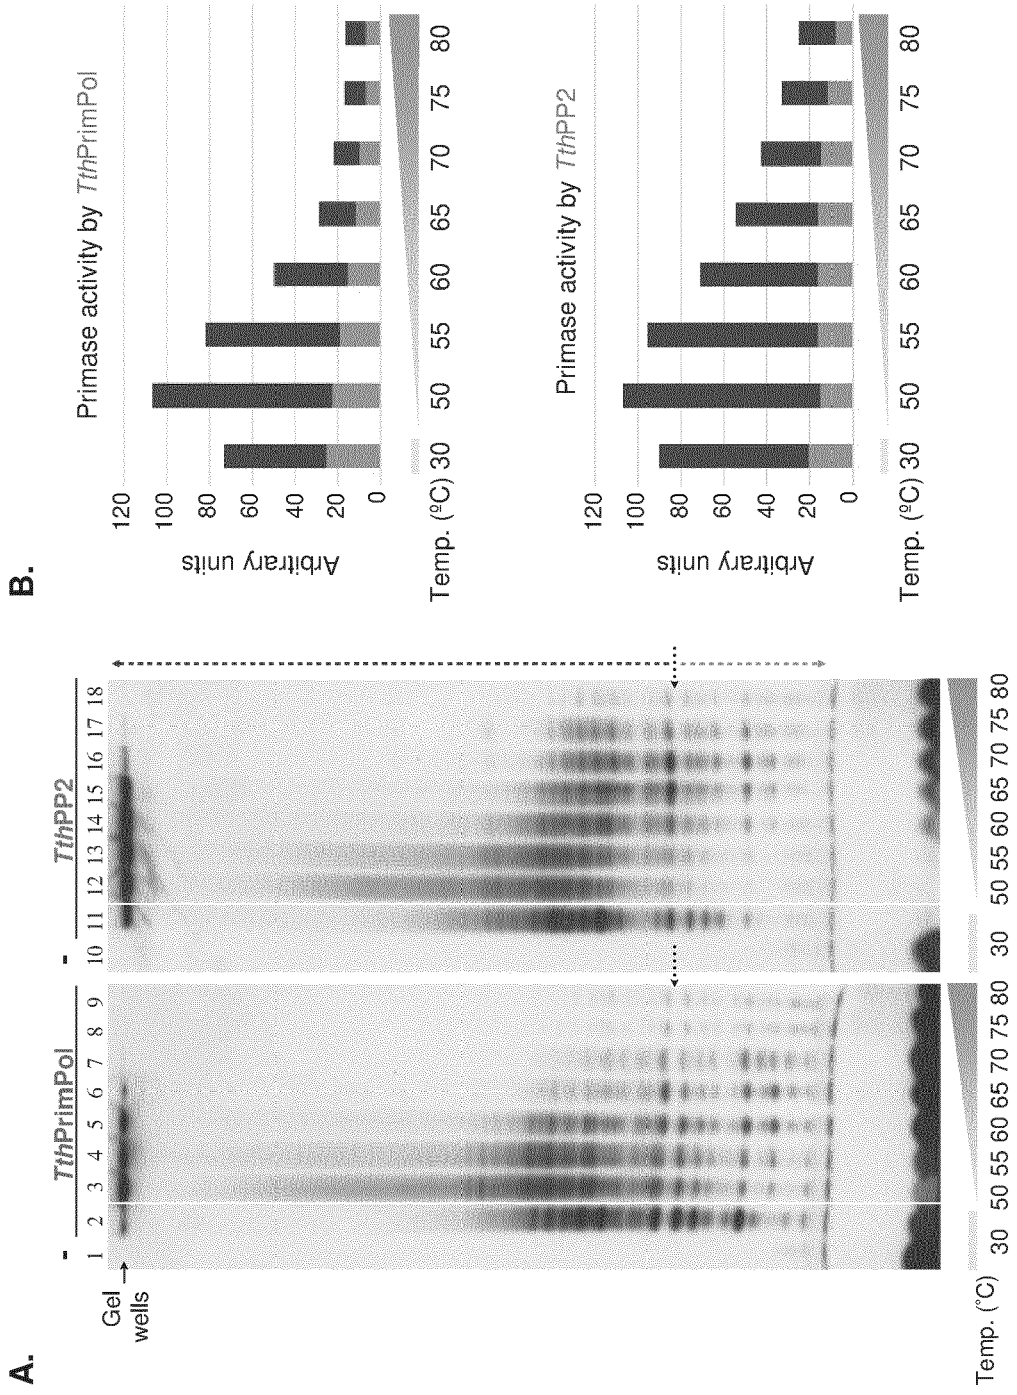 A.
TthPrimPol
TthPP2
- 
-
1 2 3 4 5 6 7 8 9
10 11 12 13 14 15 16 17 18
Gel
wells
Temp. (°C)
30 50 55 60 65 70 75 80
30 50 55 60 65 70 75 80
B.
Primase activity by TthPrimPol
Arbitrary units
120
100
80
60
40
20
0
Temp. (ºC) 30 50 55 60 65 70 75 80
Primase activity by TthPP2
Arbitrary units
120
100
80
60
40
20
0
Temp. (ºC) 30 50 55 60 65 70 75 80